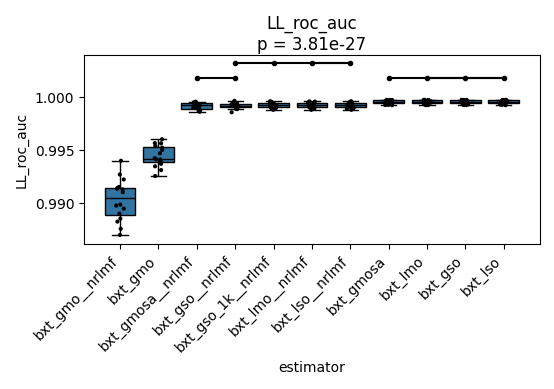 LL_roc_auc
p = 3.81e-27
LL_roc_auc
1.000
0.995
0.990
bxt_gmo__nrlmf
bxt_gmo
bxt_gmosa__nrlmf
bxt_gso__nrlmf
bxt_gso_1k__nrlmf
bxt_lmo__nrlmf
bxt_lso__nrlmf
bxt_gmosa
bxt_lmo
bxt_gso
bxt_lso
estimator